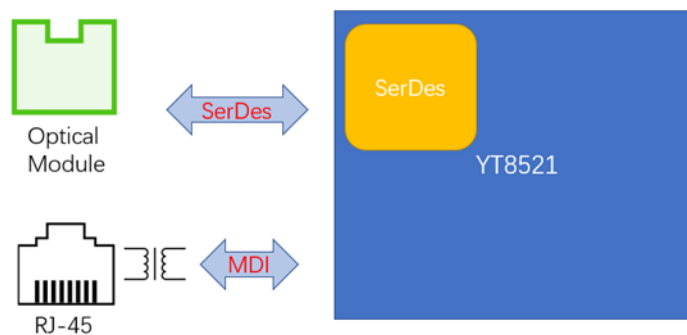 SerDes
Optical
Module
SerDes
YT8521
MDI
RJ-45